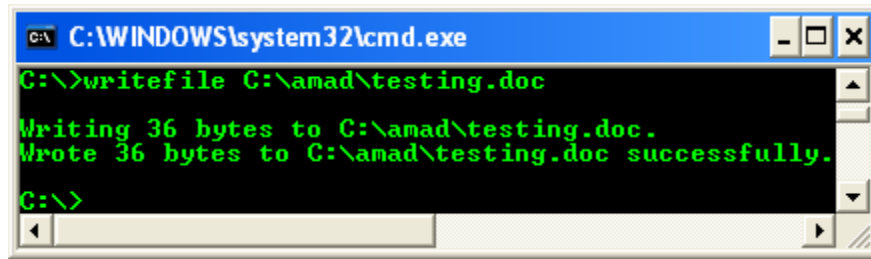 C:\WINDOWS\system32\cmd.exe
C:\>writefile C:\amad\testing.doc
Writing 36 bytes to C:\amad\testing.doc.
Wrote 36 bytes to C:\amad\testing.doc successfully.
C:\>